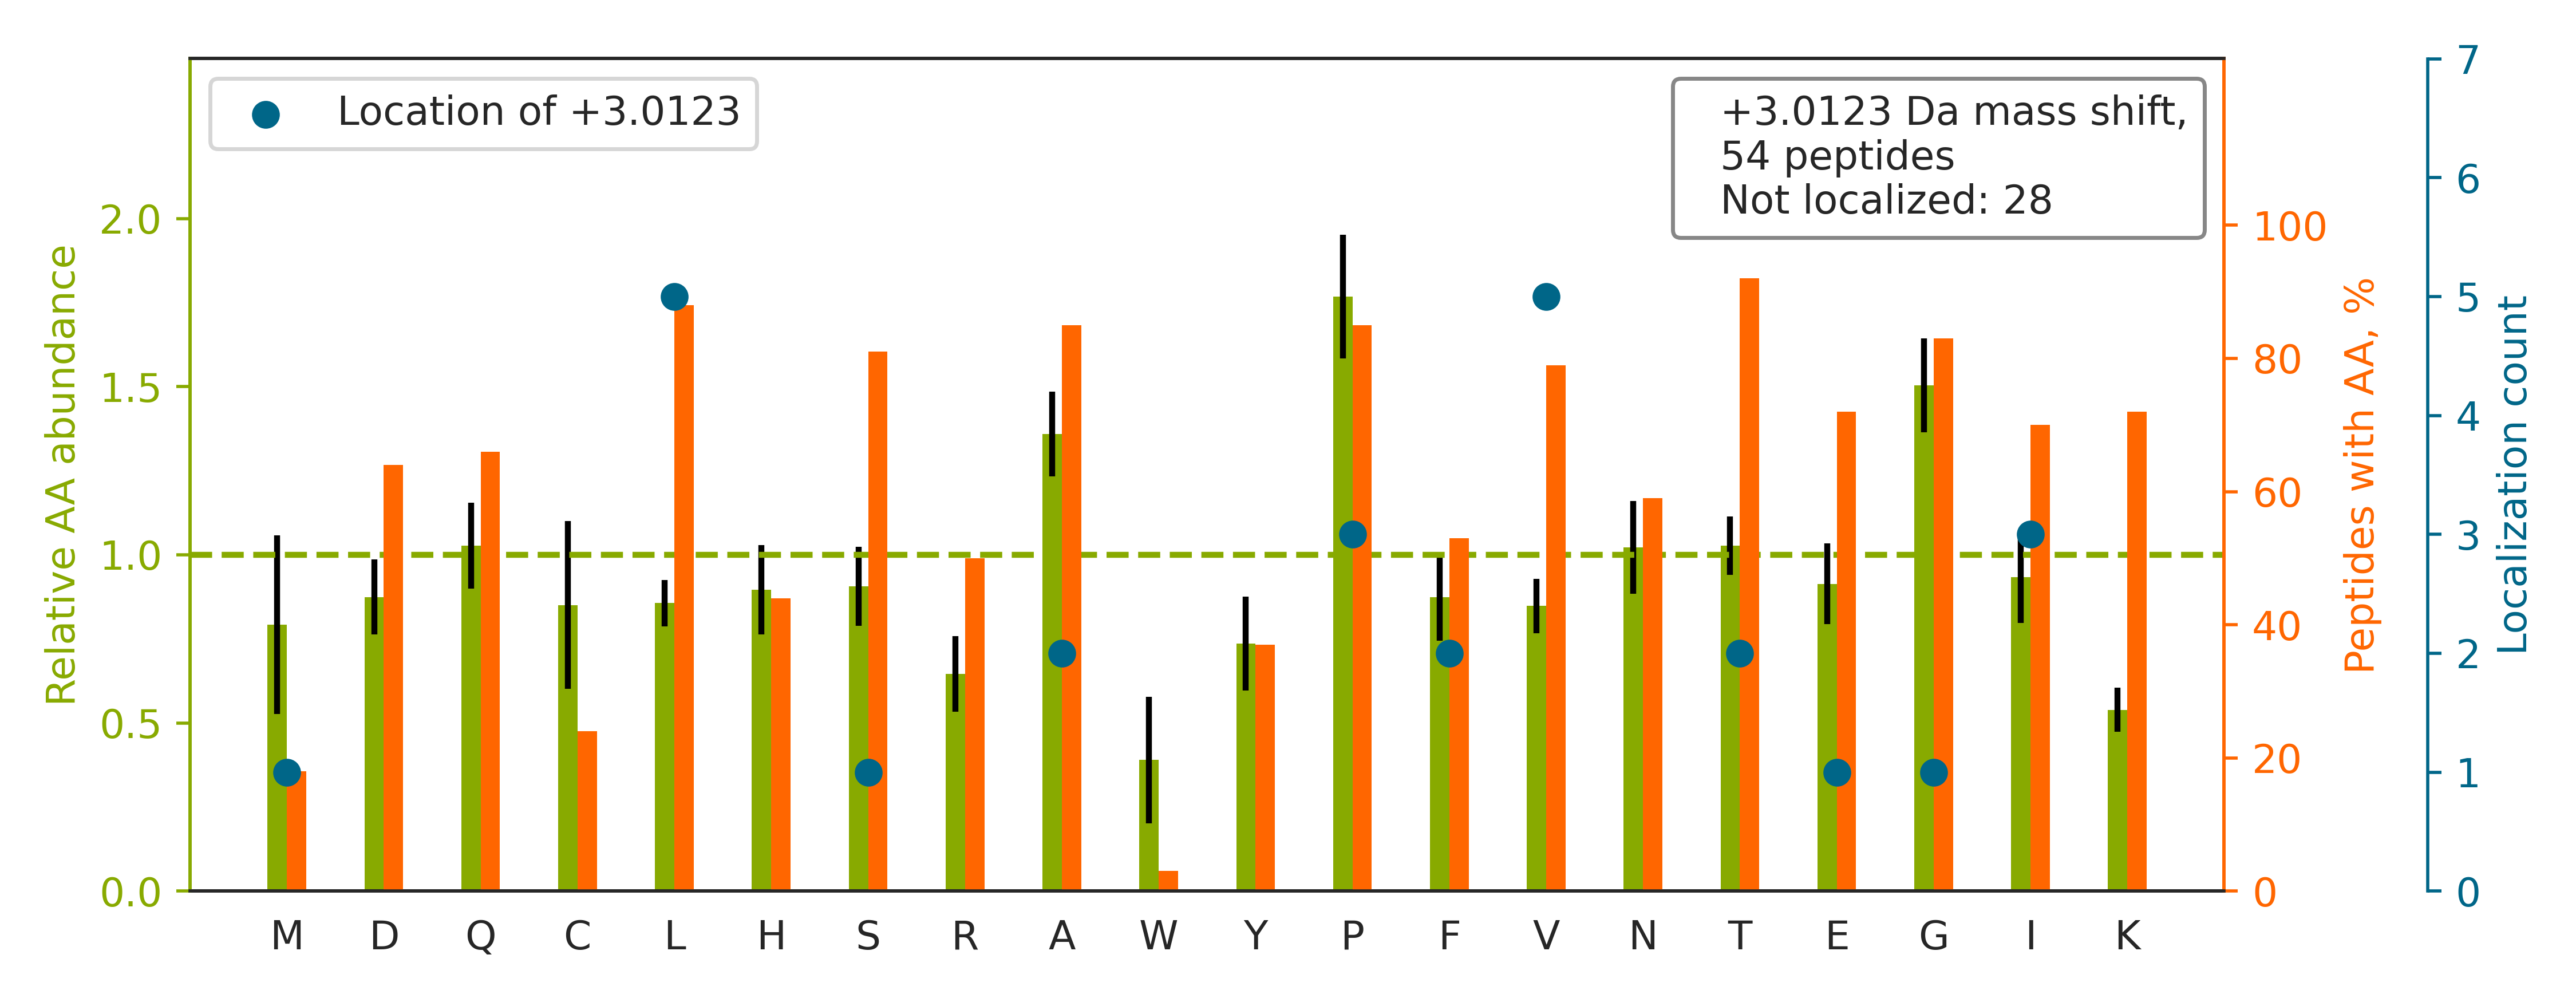 Location of +3.0123
+3.0123 Da mass shift,
54 peptides
Not localized: 28
Relative AA abundance
2.0
1.5
1.0
0.5
0.0
100
80
60
40
20
0
Peptides with AA, %
7
6
5
4
3
2
1
0
Localization count
M D Q C L H S R A W Y P F V N T E G I K